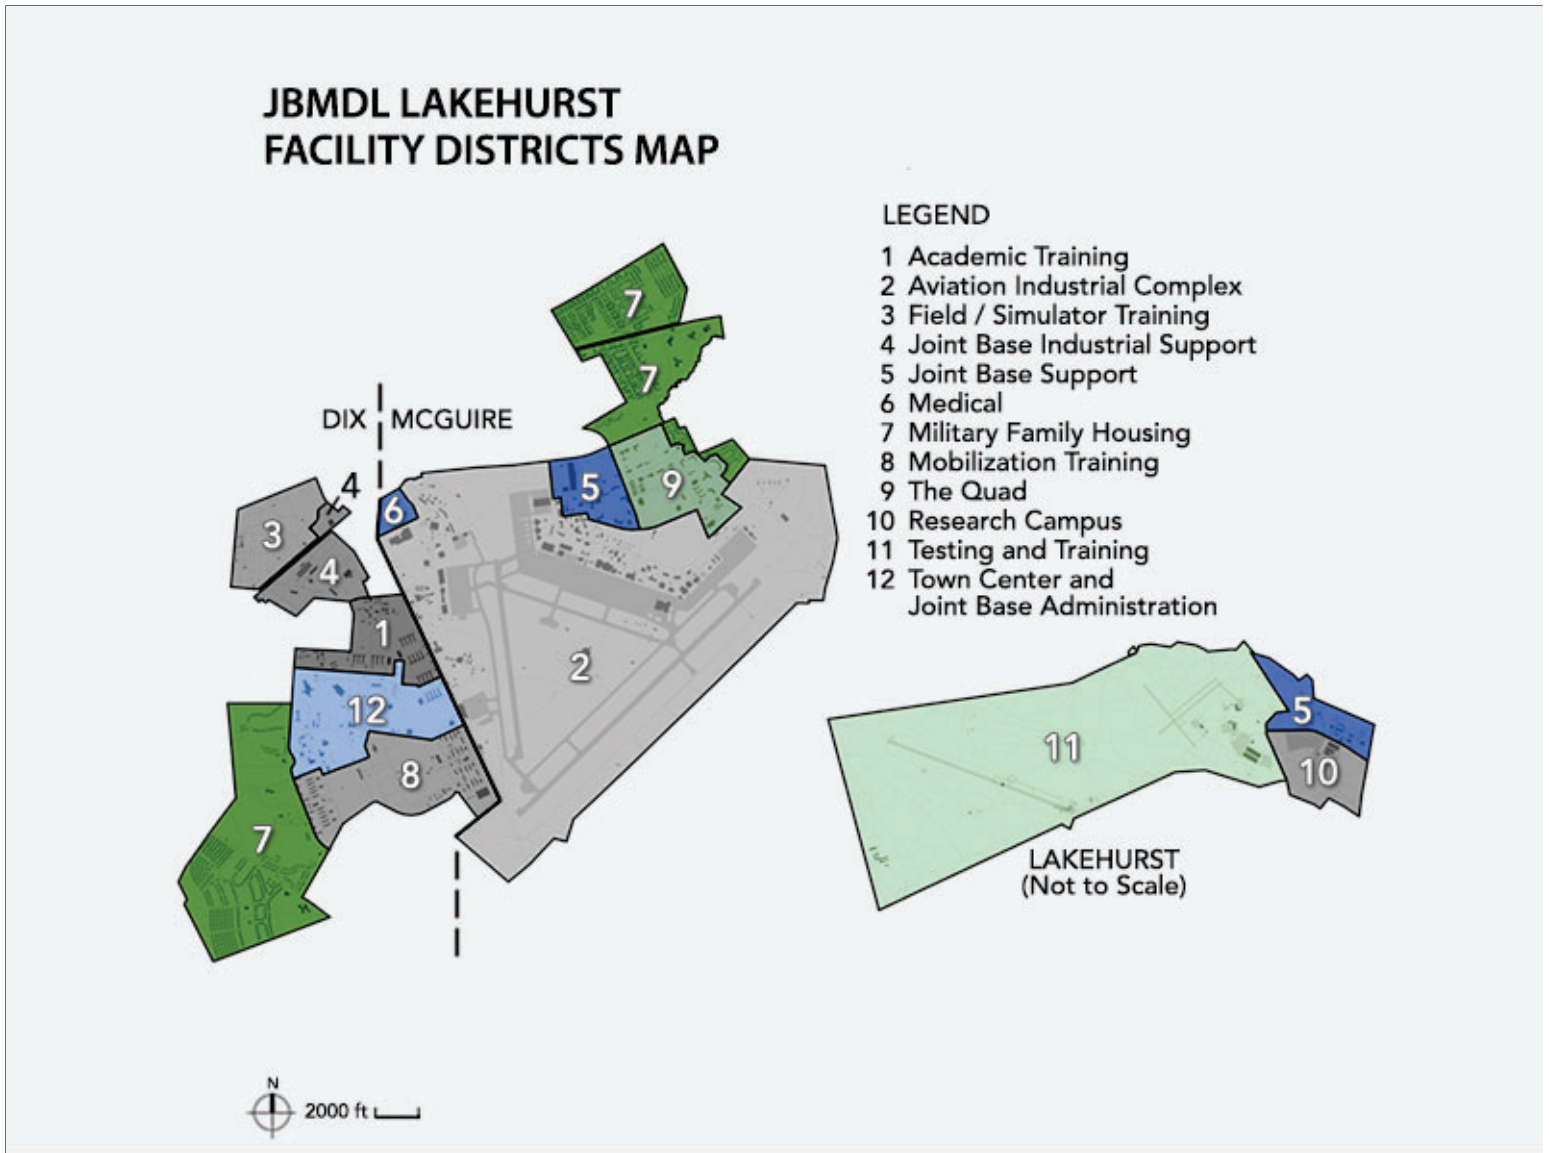 JBMDL LAKEHURST
FACILITY DISTRICTS MAP
LEGEND
1 Academic Training
2 Aviation Industrial Complex
3 Field / Simulator Training
4 Joint Base Industrial Support
5 Joint Base Support
6 Medical
7 Military Family Housing
8 Mobilization Training
9 The Quad
10 Research Campus
11 Testing and Training
12 Town Center and
Joint Base Administration
7
7
DIX
MCGUIRE
4
5
9
6
3
4
1
2
12
8
7
5
11
10
LAKEHURST
(Not to Scale)
N
2000 ft